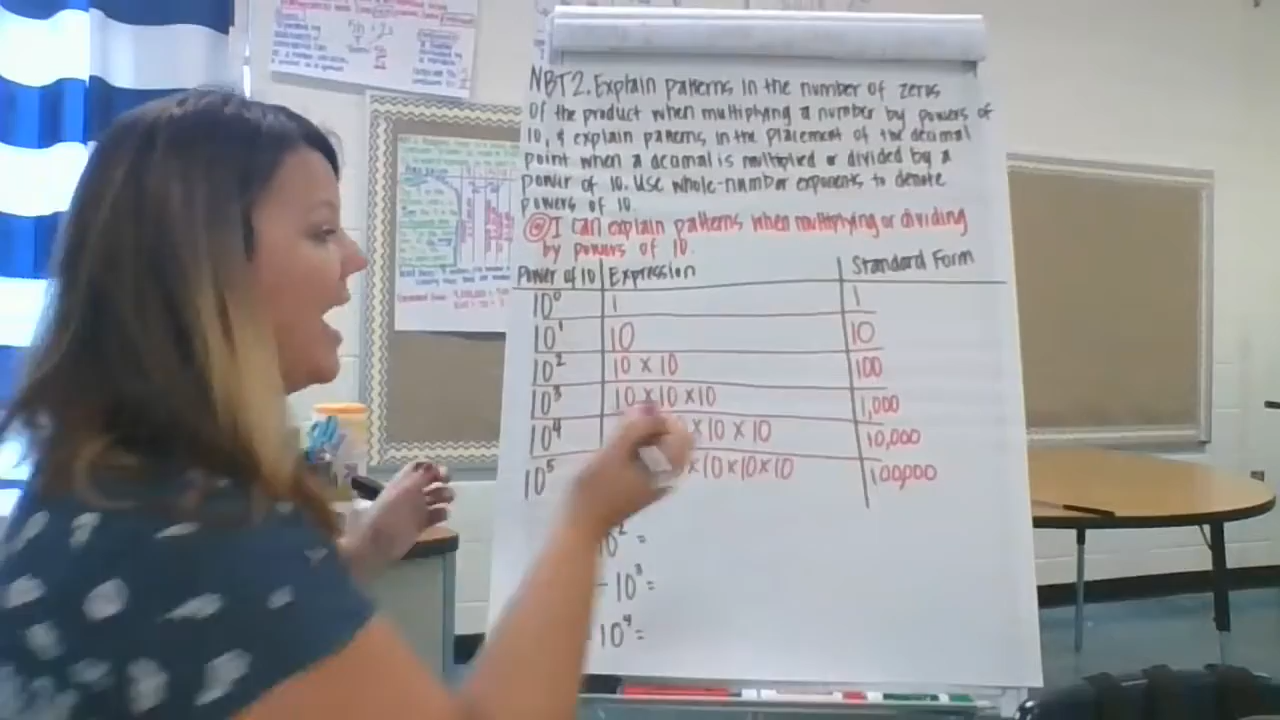 NBT2. Explain patterns in the number of zeros
of the product when multiplying a number by powers of
10, & explain patterns in the placement of the decimal
point when a decimal is multiplied or divided by a
power of 10. Use whole-number exponents to denote
powers of 10.
I can explain patterns when multiplying or dividing
by powers of 10.
Power of 10 Expression Standard Form
10⁰ 1 1
10¹ 10 10
10² 10 x 10 100
10³ 10 x 10 x 10 1,000
10⁴ x 10 x 10 10,000
10⁵ x 10 x 10 x 10 100,000
10² =
10³ =
10⁴ =